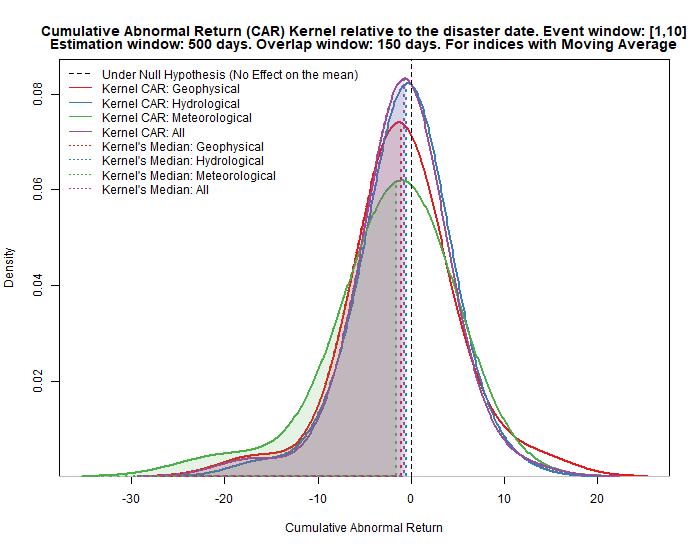 Cumulative Abnormal Return (CAR) Kernel relative to the disaster date. Event window: [1,10]
Estimation window: 500 days. Overlap window: 150 days. For indices with Moving Average
Under Null Hypothesis (No Effect on the mean)
Kernel CAR: Geophysical
Kernel CAR: Hydrological
Kernel CAR: Meteorological
Kernel CAR: All
Kernel's Median: Geophysical
Kernel's Median: Hydrological
Kernel's Median: Meteorological
Kernel's Median: All
Density
0.08
0.06
0.04
0.02
-30
-20
-10
0
10
20
Cumulative Abnormal Return